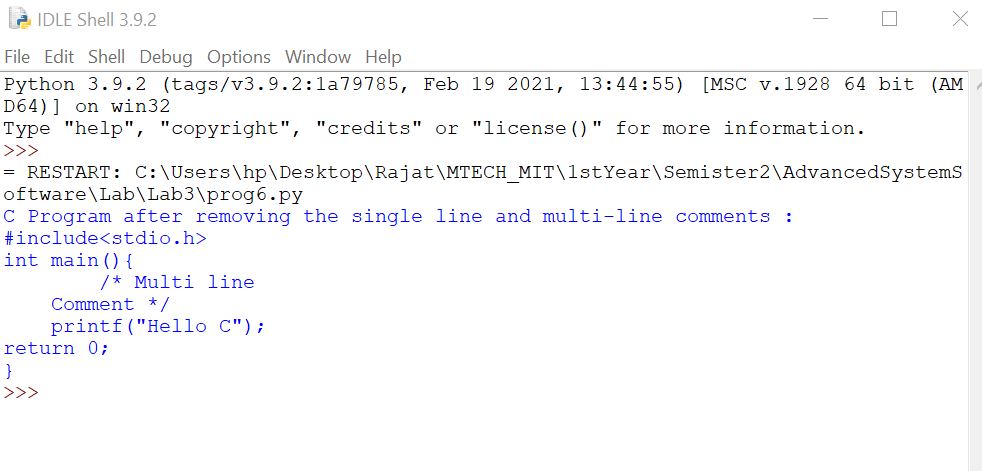 IDLE Shell 3.9.2
File Edit Shell Debug Options Window Help
Python 3.9.2 (tags/v3.9.2:1a79785, Feb 19 2021, 13:44:55) [MSC v.1928 64 bit (AM
D64)] on win32
Type "help", "copyright", "credits" or "license()" for more information.
>>>
= RESTART: C:\Users\hp\Desktop\Rajat\MTECH_MIT\1stYear\Semister2\AdvancedSystemS
oftware\Lab\Lab3\prog6.py
C Program after removing the single line and multi-line comments :
#include<stdio.h>
int main(){
        /* Multi line
    Comment */
    printf("Hello C");
return 0;
}
>>>